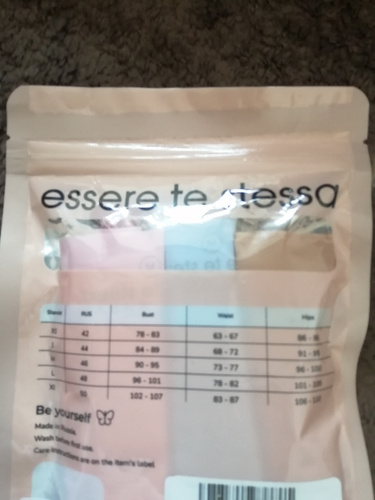 essere te stessa
RUS Bust Waist Hips
XS 42 78 - 83 63 - 67
S 44 84 - 89 68 - 72
M 46 90 - 95 73 - 77
L 48 96 - 101 78 - 82
XL 50 102 - 107 83 - 87
Be yourself
Made in Russia.
Wash before first use.
Care instructions are on the item's label.